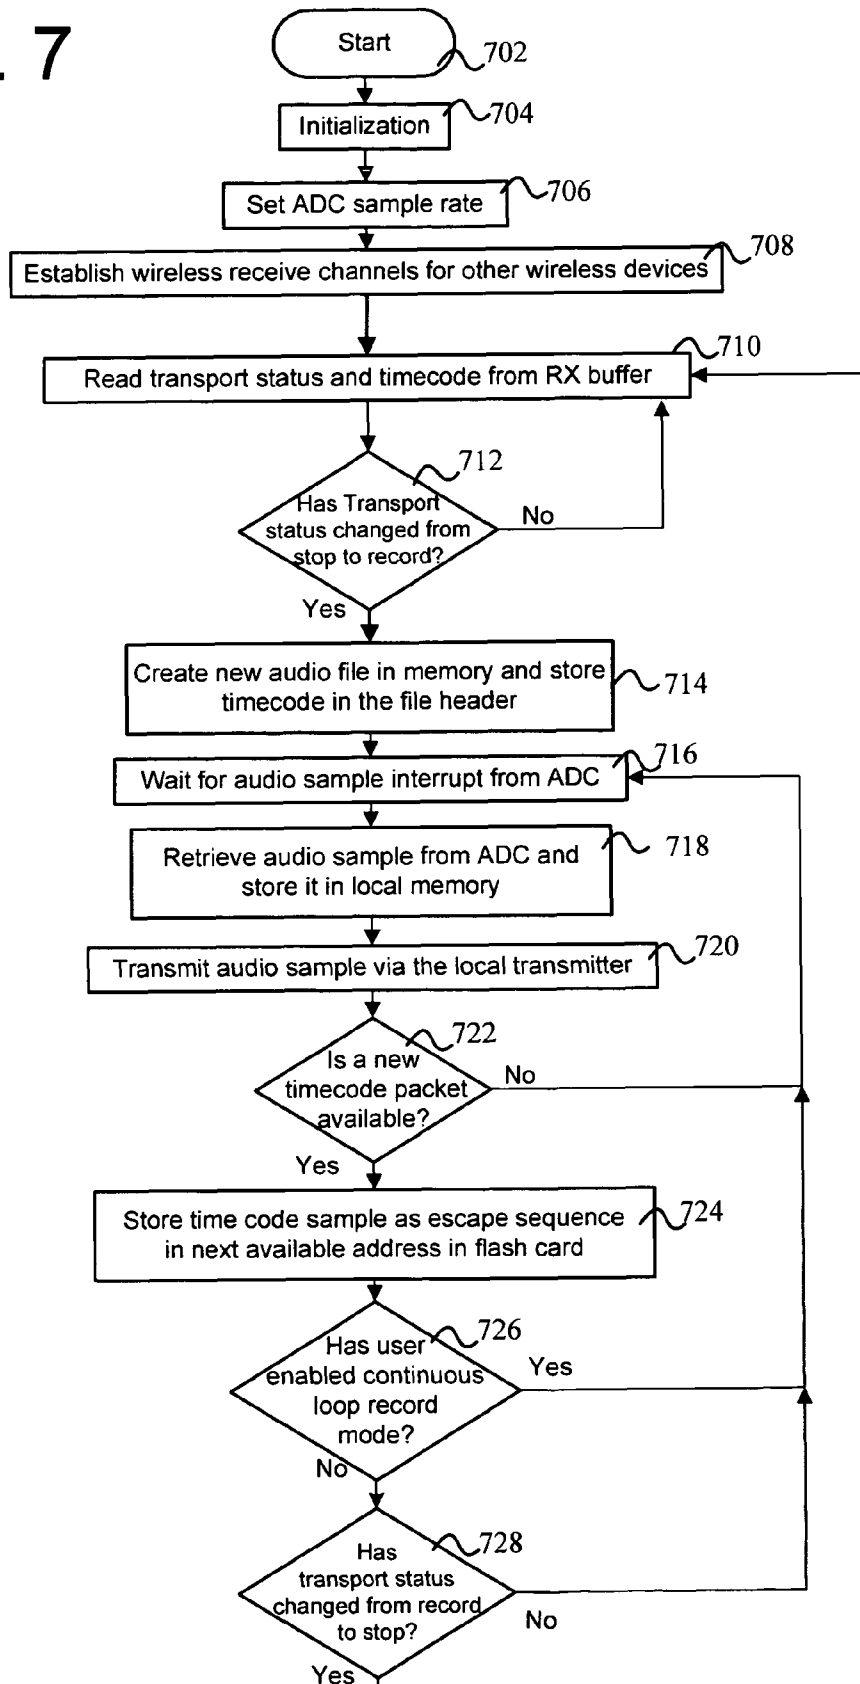 . 7
Start
702
Initialization
704
Set ADC sample rate
706
Establish wireless receive channels for other wireless devices
708
Read transport status and timecode from RX buffer
710
Has Transport
status changed from
stop to record?
712
No
Yes
Create new audio file in memory and store
timecode in the file header
714
Wait for audio sample interrupt from ADC
716
Retrieve audio sample from ADC and
store it in local memory
718
Transmit audio sample via the local transmitter
720
Is a new
timecode packet
available?
722
No
Yes
Store time code sample as escape sequence
in next available address in flash card
724
Has user
enabled continuous
loop record
mode?
726
Yes
No
Has
transport status
changed from record
to stop?
728
No
Yes